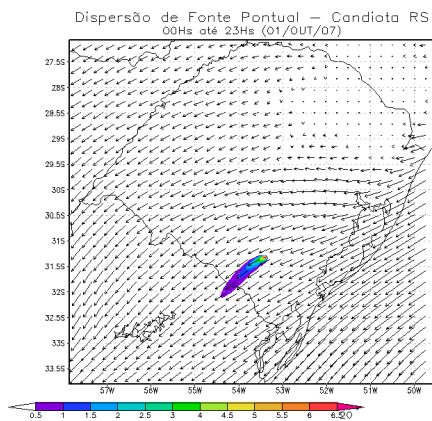 Dispersão de Fonte Pontual — Candiota RS
00Hs até 23Hs (01/OUT/07)
27.5S
28S
28.5S
29S
29.5S
30S
30.5S
31S
31.5S
32S
32.5S
33S
33.5S
57W 56W 55W 54W 53W 52W 51W 50W
0.5 1 1.5 2 2.5 3 4 4.5 5 5.5 6 6.5 20